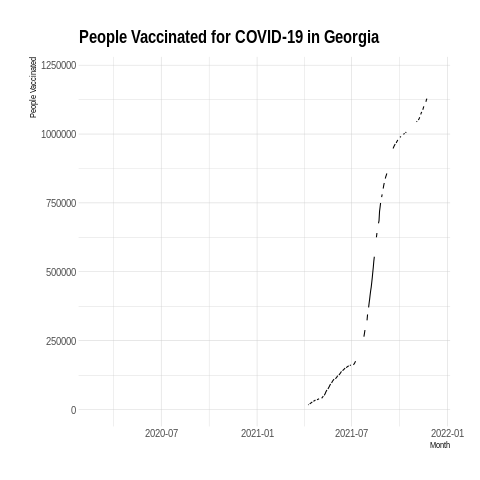 People Vaccinated for COVID-19 in Georgia
People Vaccinated
1250000
1000000
750000
500000
250000
0
2020-07 2021-01 2021-07 2022-01
Month